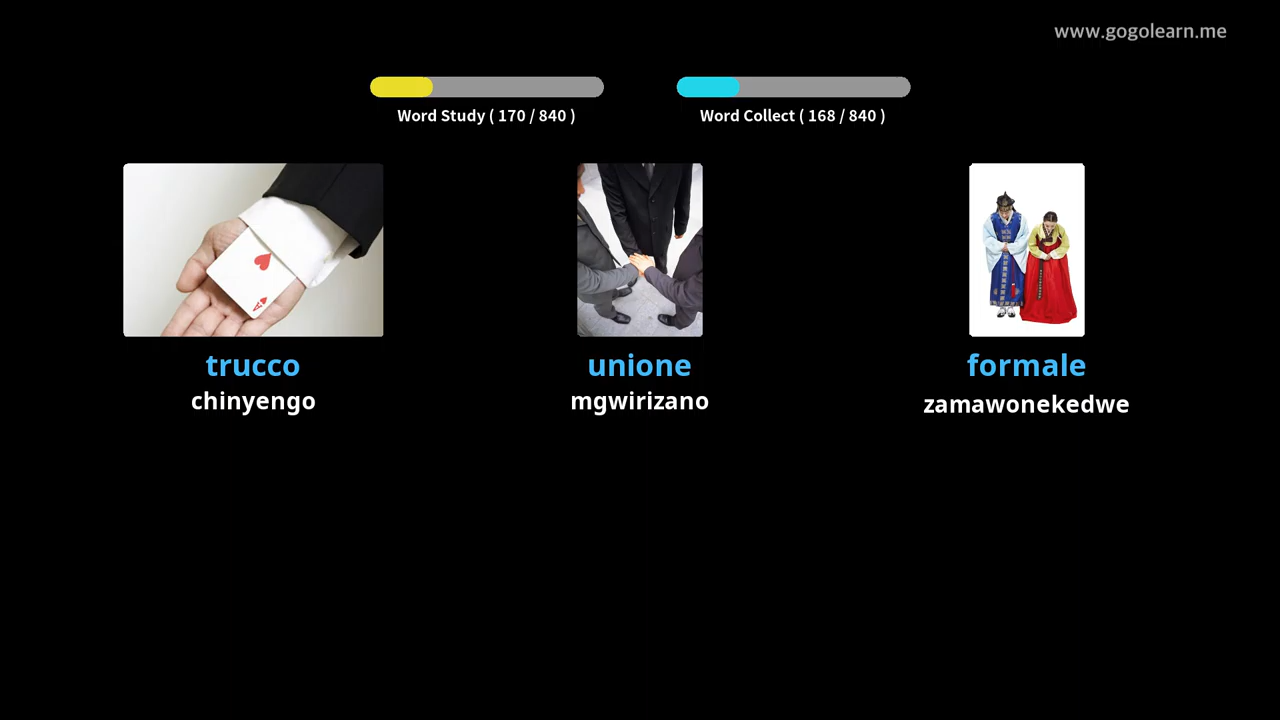 www.gogolearn.me
Word Study ( 170 / 840 )
Word Collect ( 168 / 840 )
trucco
chinyengo
unione
mgwirizano
formale
zamawonekedwe